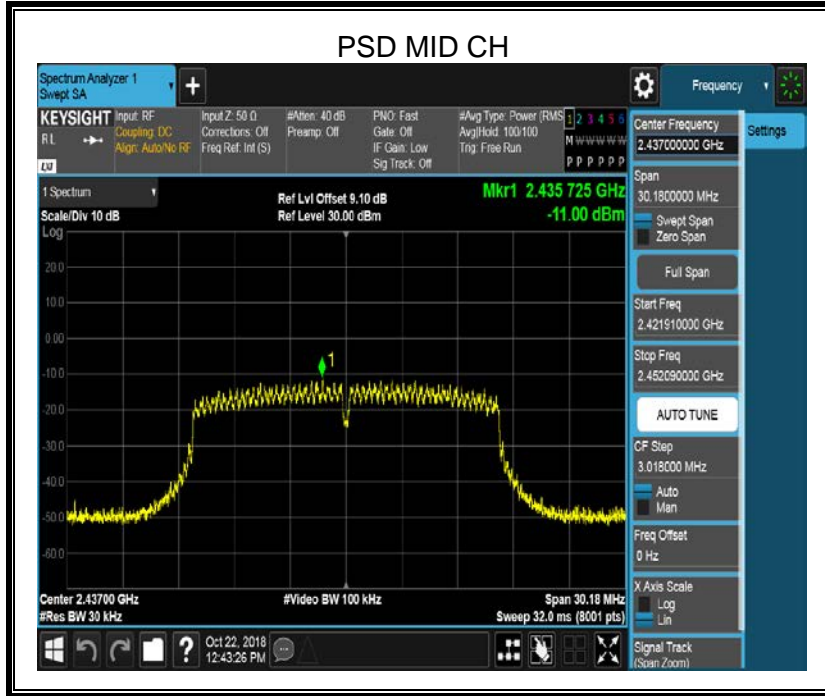 PSD MID CH
Spectrum Analyzer 1
Swept SA
+
Frequency
KEYSIGHT
RL
Input: RF
Coupling: DC
Align: Auto/No RF
Input Z: 50 Ω
Corrections: Off
Freq Ref: Int (S)
#Atten: 40 dB
Preamp: Off
PNO: Fast
Gate: Off
IF Gain: Low
Sig Track: Off
#Avg Type: Power (RMS
Avg|Hold: 100/100
Trig: Free Run
1 2 3 4 5 6
M W W W W W
P P P P P P
1 Spectrum
Scale/Div 10 dB
Log
Ref Lvl Offset 9.10 dB
Ref Level 30.00 dBm
Mkr1 2.435 725 GHz
-11.00 dBm
20.0
10.0
0.00
-10.0
-20.0
-30.0
-40.0
-50.0
-60.0
1
Center 2.43700 GHz
#Res BW 30 kHz
#Video BW 100 kHz
Span 30.18 MHz
Sweep 32.0 ms (8001 pts)
?
Oct 22, 2018
12:43:26 PM
Center Frequency
2.437000000 GHz
Settings
Span
30.1800000 MHz
Swept Span
Zero Span
Full Span
Start Freq
2.421910000 GHz
Stop Freq
2.452090000 GHz
AUTO TUNE
CF Step
3.018000 MHz
Auto
Man
Freq Offset
0 Hz
X Axis Scale
Log
Lin
Signal Track
(Span Zoom)